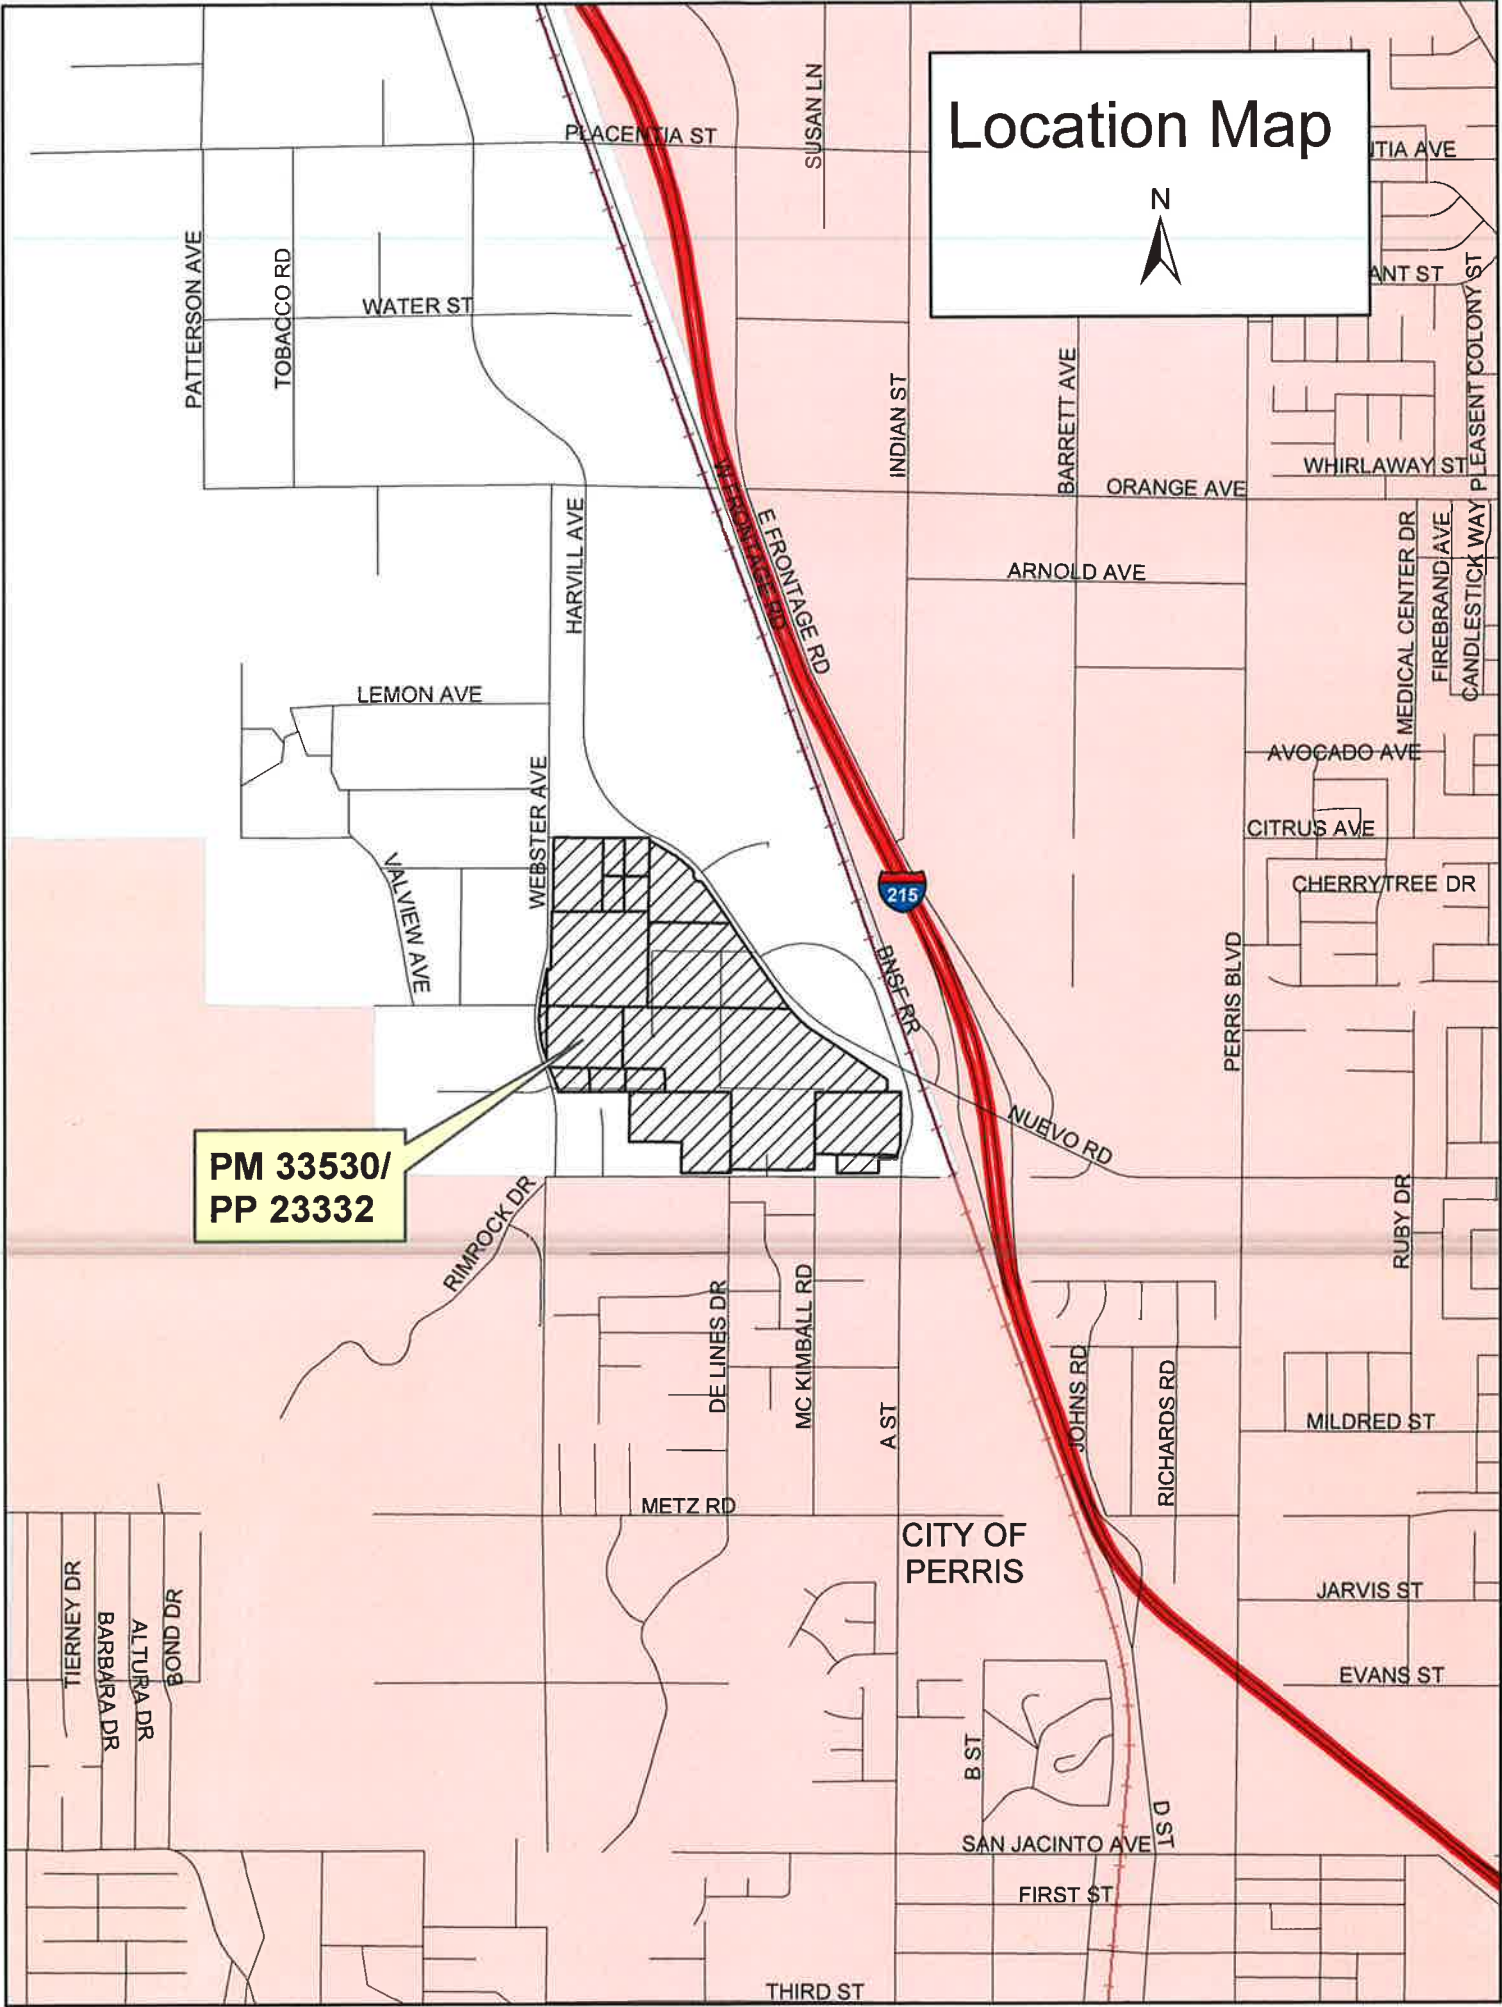 Location Map
N
PLACENTIA ST
SUSAN LN
NTIA AVE
ANT ST
PATTERSON AVE
TOBACCO RD
WATER ST
INDIAN ST
BARRETT AVE
PLEASENT COLONY ST
WHIRLAWAY ST
ORANGE AVE
HARVILL AVE
W FRONTAGE RD
E FRONTAGE RD
ARNOLD AVE
MEDICAL CENTER DR
FIREBRAND AVE
CANDLESTICK WAY
LEMON AVE
WEBSTER AVE
AVOCADO AVE
CITRUS AVE
VALVIEW AVE
215
CHERRYTREE DR
BNSF RR
PERRIS BLVD
NUEVO RD
PM 33530/
PP 23332
RIMROCK DR
RUBY DR
DE LINES DR
MC KIMBALL RD
A ST
JOHNS RD
RICHARDS RD
MILDRED ST
METZ RD
CITY OF
PERRIS
TIERNEY DR
BARBARA DR
ALTURA DR
BOND DR
JARVIS ST
EVANS ST
B ST
D ST
SAN JACINTO AVE
FIRST ST
THIRD ST